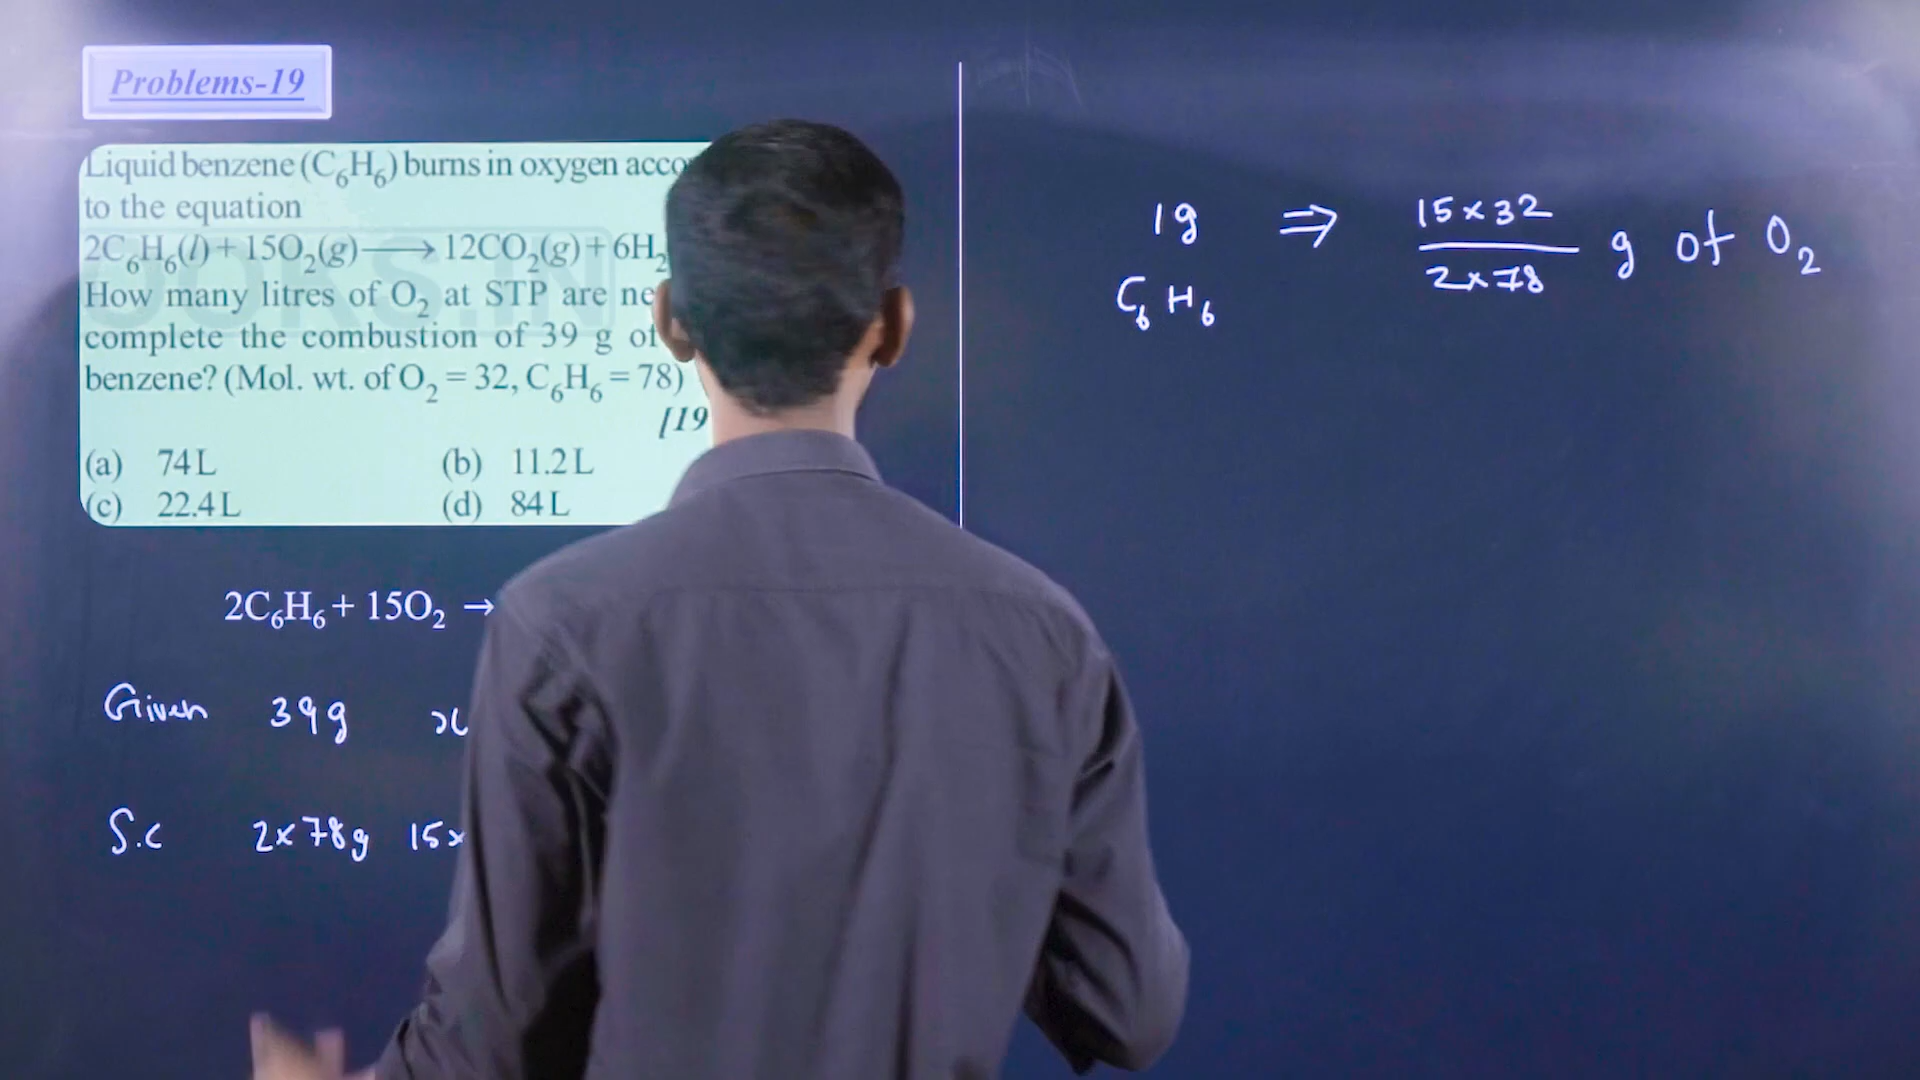 Problems-19
Liquid benzene (C₆H₆) burns in oxygen
to the equation
2C₆H₆(l) + 15O₂(g) ⟶ 12CO₂(g) + 6H₂
How many litres of O₂ at STP are
complete the combustion of 39 g of
benzene? (Mol. wt. of O₂ = 32, C₆H₆ = 78)
[19
(a) 74 L (b) 11.2 L
(c) 22.4 L (d) 84 L
2C₆H₆ + 15O₂ →
Given 39g x
S.C 2×78g 15×
1g ⇒ 15×32 / 2×78 g of O₂
C₆H₆